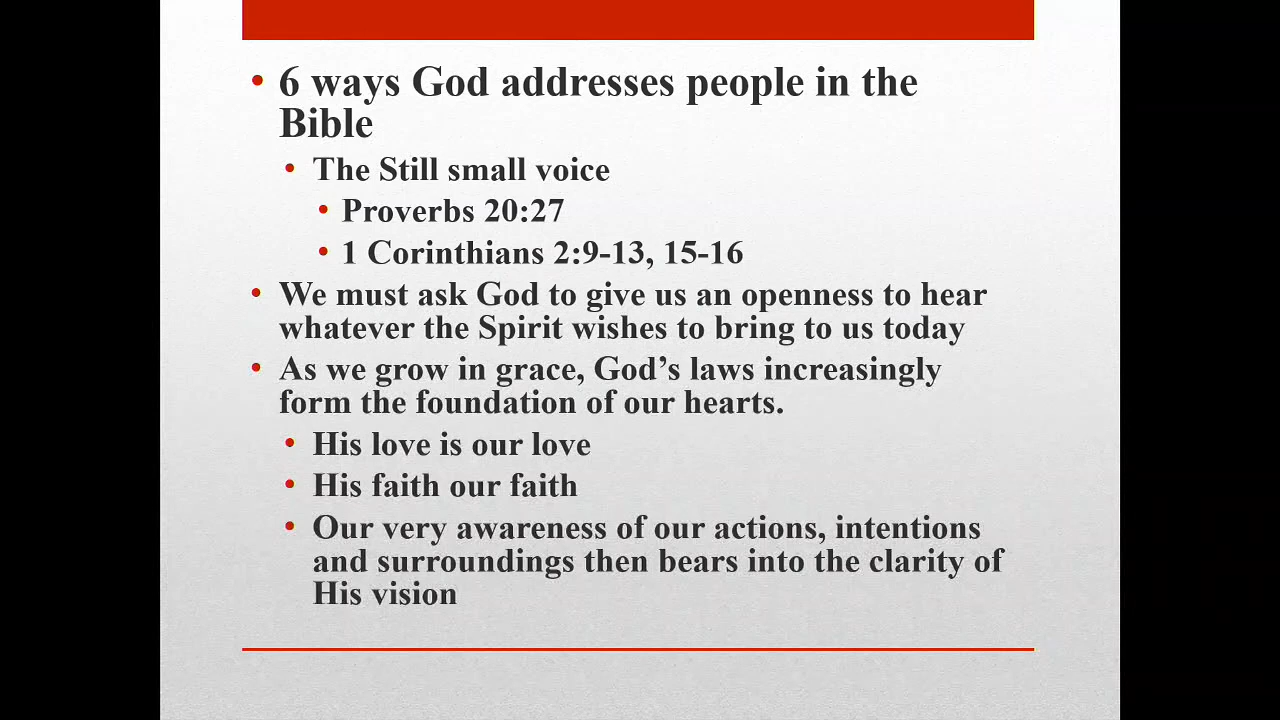 • 6 ways God addresses people in the
Bible
• The Still small voice
• Proverbs 20:27
• 1 Corinthians 2:9-13, 15-16
• We must ask God to give us an openness to hear
whatever the Spirit wishes to bring to us today
• As we grow in grace, God’s laws increasingly
form the foundation of our hearts.
• His love is our love
• His faith our faith
• Our very awareness of our actions, intentions
and surroundings then bears into the clarity of
His vision